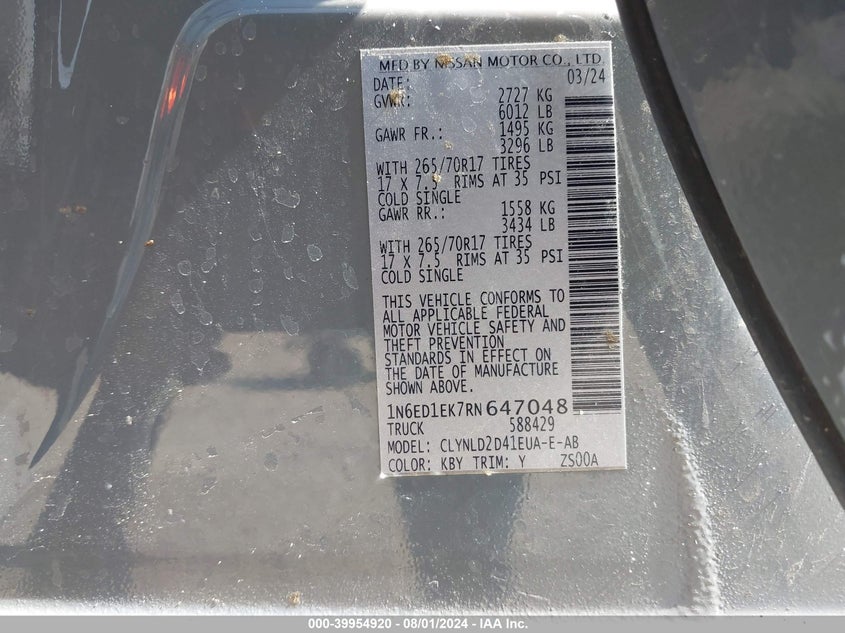 MFD BY NISSAN MOTOR CO., LTD.
DATE: 03/24
GVWR: 2727 KG
6012 LB
GAWR FR.: 1495 KG
3296 LB
WITH 265/70R17 TIRES
17 X 7.5 RIMS AT 35 PSI
COLD SINGLE
GAWR RR.: 1558 KG
3434 LB
WITH 265/70R17 TIRES
17 X 7.5 RIMS AT 35 PSI
COLD SINGLE
THIS VEHICLE CONFORMS TO
ALL APPLICABLE FEDERAL
MOTOR VEHICLE SAFETY AND
THEFT PREVENTION
STANDARDS IN EFFECT ON
THE DATE OF MANUFACTURE
SHOWN ABOVE.
1N6ED1EK7RN647048
TRUCK 588429
MODEL: CLYNLD2D41EUA-E-AB
COLOR: KBY TRIM: Y ZS00A
000-39954920 - 08/01/2024 - IAA Inc.